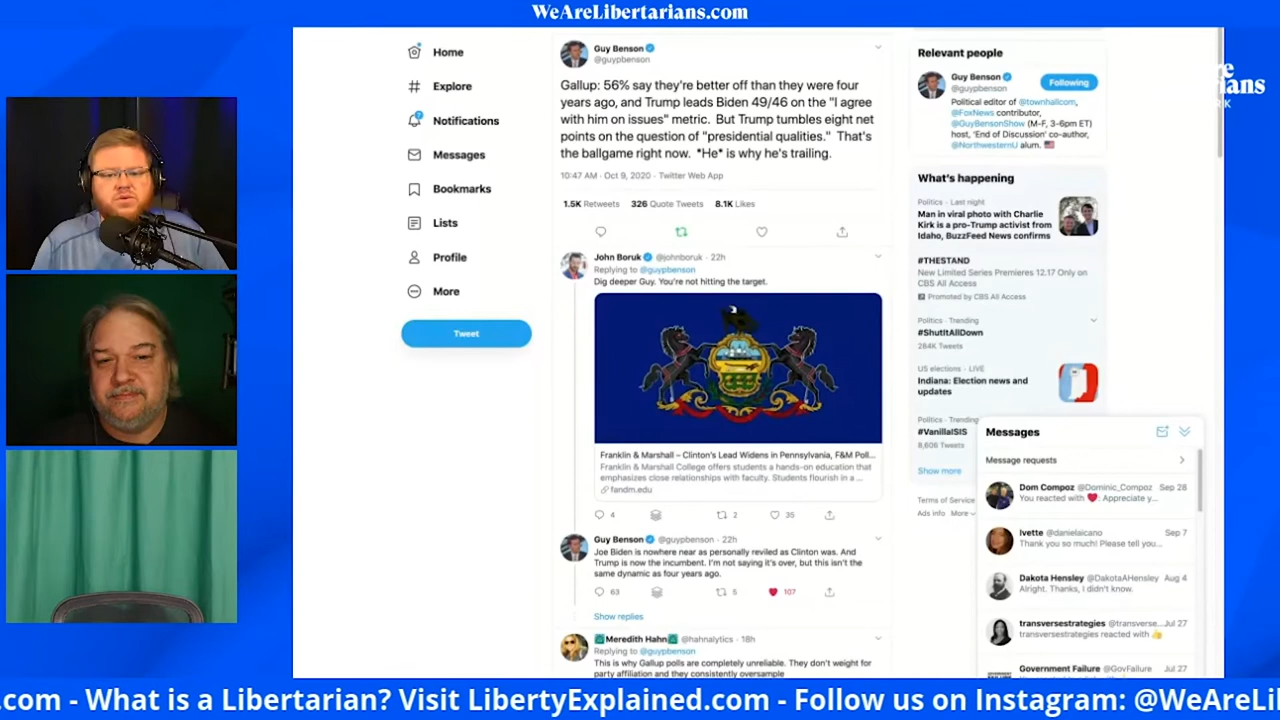 WeAreLibertarians.com
Home
Explore
Notifications
Messages
Bookmarks
Lists
Profile
More
Tweet
Guy Benson
@guypbenson
Gallup: 56% say they're better off than they were four
years ago, and Trump leads Biden 49/46 on the "I agree
with him on issues" metric. But Trump tumbles eight net
points on the question of "presidential qualities." That's
the ballgame right now. *He* is why he's trailing.
10:47 AM · Oct 9, 2020 · Twitter Web App
1.5K Retweets 326 Quote Tweets 8.1K Likes
John Boruk @johnboruk · 22h
Replying to @guypbenson
Dig deeper Guy. You're not hitting the target.
Franklin & Marshall – Clinton's Lead Widens in Pennsylvania, F&M Poll...
Franklin & Marshall College offers students a hands-on education that
emphasizes close relationships with faculty. Students flourish in a ...
fandm.edu
4 2 35
Guy Benson @guypbenson · 22h
Joe Biden is nowhere near as personally reviled as Clinton was. And
Trump is now the incumbent. I'm not saying it's over, but this isn't the
same dynamic as four years ago.
63 5 107
Show replies
Meredith Hahn @hahnalytics · 18h
Replying to @guypbenson
This is why Gallup polls are completely unreliable. They don't weight for
party affiliation and they consistently oversample
Relevant people
Guy Benson
@guypbenson
Following
Political editor of @townhallcom,
@FoxNews contributor,
@GuyBensonShow (M-F, 3-6pm ET)
host, 'End of Discussion' co-author,
@NorthwesternU alum.
What's happening
Politics · Last night
Man in viral photo with Charlie
Kirk is a pro-Trump activist from
Idaho, BuzzFeed News confirms
#THESTAND
New Limited Series Premieres 12.17 Only on
CBS All Access
Promoted by CBS All Access
Politics · Trending
#ShutItAllDown
284K Tweets
US elections · LIVE
Indiana: Election news and
updates
Politics · Trending
#VanillaISIS
8,606 Tweets
Show more
Terms of Service
Ads info More
Messages
Message requests
Dom Compoz @Dominic_Compoz Sep 28
You reacted with : Appreciate y...
Ivette @danielaicano Sep 7
Thank you so much! Please tell you...
Dakota Hensley @DakotaAHensley Aug 4
Alright. Thanks, I didn't know.
transversestrategies @transverse... Jul 27
transversestrategies reacted with
Government Failure @GovFailure Jul 27
.com - What is a Libertarian? Visit LibertyExplained.com - Follow us on Instagram: @WeAreLi